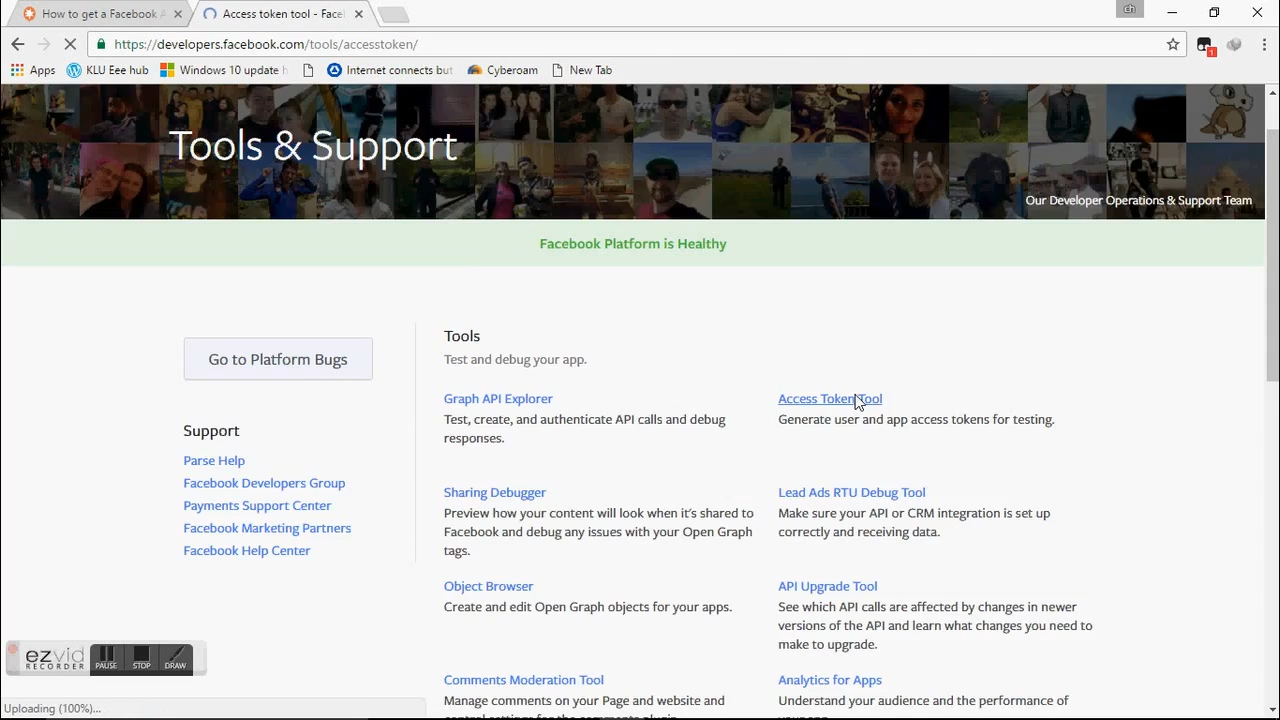 How to get a Facebook A
Access token tool - Face
ch
https://developers.facebook.com/tools/accesstoken/
Apps
KLU Eee hub
Windows 10 update h
Internet connects but
Cyberoam
New Tab
1
Tools & Support
Our Developer Operations & Support Team
Facebook Platform is Healthy
Go to Platform Bugs
Support
Parse Help
Facebook Developers Group
Payments Support Center
Facebook Marketing Partners
Facebook Help Center
Tools
Test and debug your app.
Graph API Explorer
Test, create, and authenticate API calls and debug
responses.
Access Token Tool
Generate user and app access tokens for testing.
Sharing Debugger
Preview how your content will look when it's shared to
Facebook and debug any issues with your Open Graph
tags.
Lead Ads RTU Debug Tool
Make sure your API or CRM integration is set up
correctly and receiving data.
Object Browser
Create and edit Open Graph objects for your apps.
API Upgrade Tool
See which API calls are affected by changes in newer
versions of the API and learn what changes you need to
make to upgrade.
Comments Moderation Tool
Manage comments on your Page and website and
control settings for the comments plugin.
Analytics for Apps
Understand your audience and the performance of
your app.
ezvid
RECORDER
PAUSE
STOP
DRAW
Uploading (100%)...